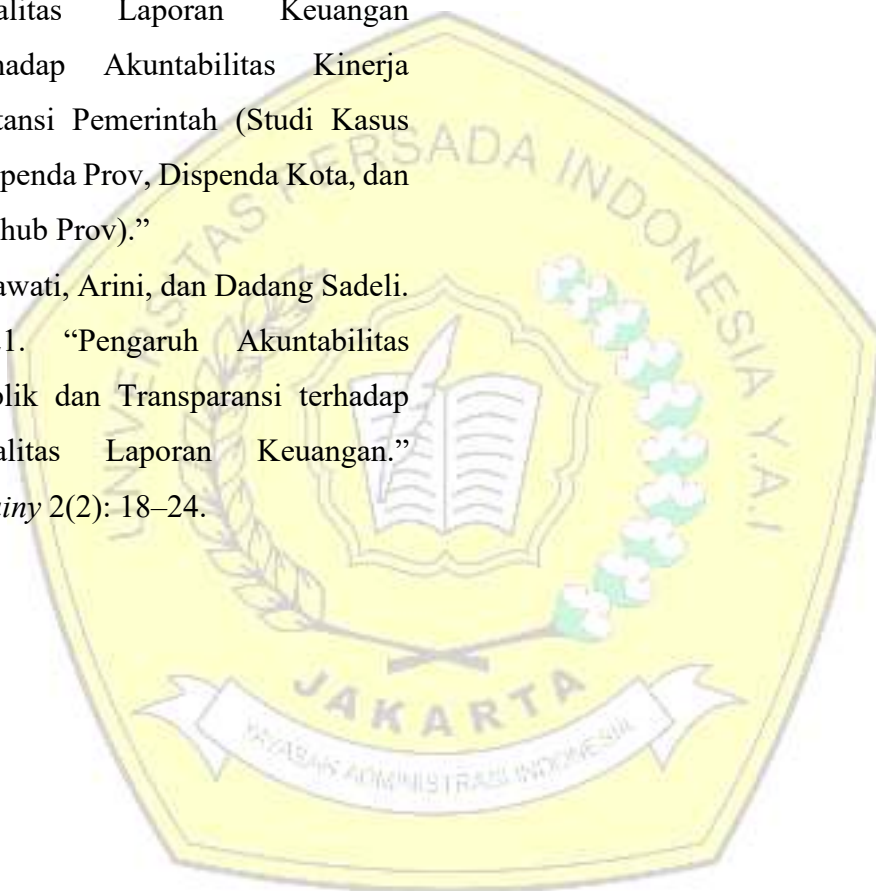 alitas Laporan Keuangan
hadap Akuntabilitas Kinerja
tansi Pemerintah (Studi Kasus
penda Prov, Dispenda Kota, dan
hub Prov).”
awati, Arini, dan Dadang Sadeli.
1. “Pengaruh Akuntabilitas
lik dan Transparansi terhadap
alitas Laporan Keuangan.”
iny 2(2): 18–24.
UNIVERSITAS PERSADA INDONESIA Y.A.I
JAKARTA
YAYASAN ADMINISTRASI INDONESIA